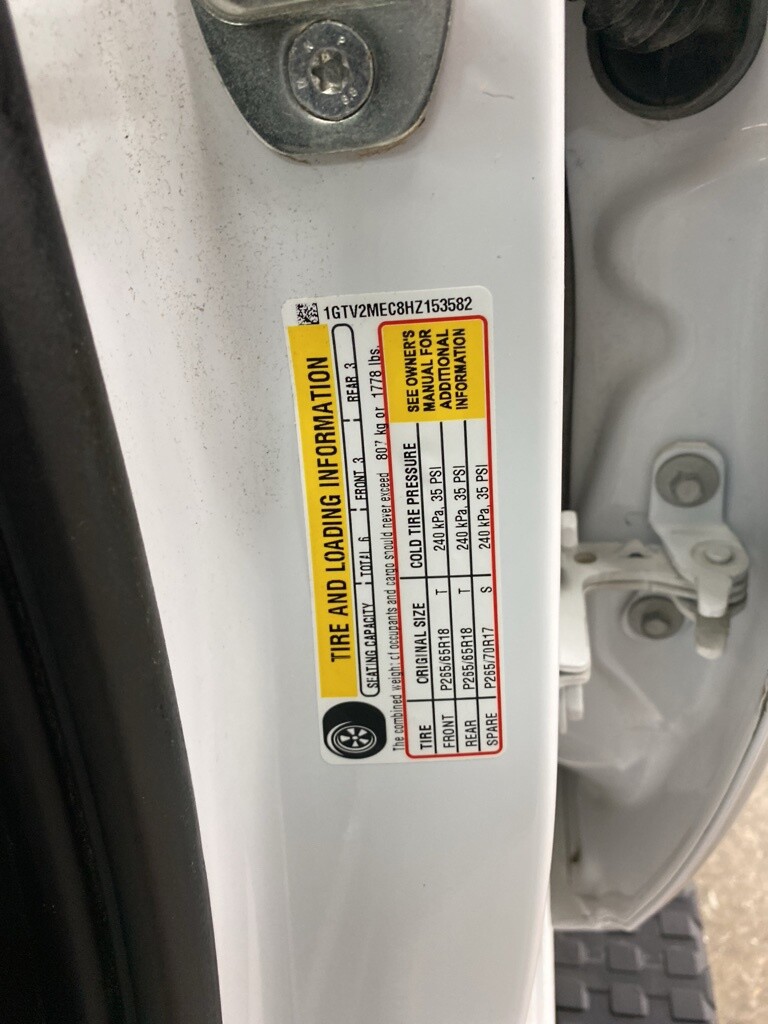 1GTV2MEC8HZ153582
TIRE AND LOADING INFORMATION
SEATING CAPACITY TOTAL 6 FRONT 3 REAR 3
The combined weight of occupants and cargo should never exceed 807 kg or 1778 lbs.
TIRE ORIGINAL SIZE COLD TIRE PRESSURE
FRONT P265/65R18 T 240 kPa, 35 PSI
REAR P265/65R18 T 240 kPa, 35 PSI
SPARE P265/70R17 S 240 kPa, 35 PSI
SEE OWNER'S
MANUAL FOR
ADDITIONAL
INFORMATION